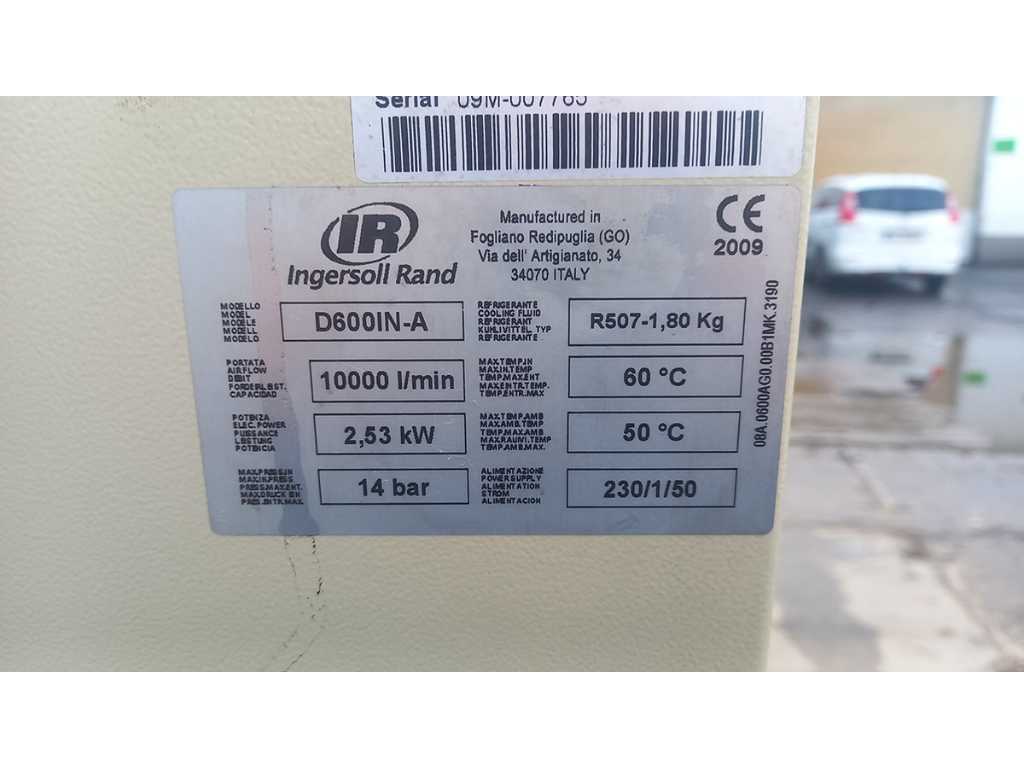 Serial 09M-007765
IR
Ingersoll Rand
Manufactured in
Fogliano Redipuglia (GO)
Via dell' Artigianato, 34
34070 ITALY
CE
2009
MODELLO
MODEL
MODELE
MODELL
MODELO
D600IN-A
REFRIGERANTE
COOLING FLUID
REFRIGERANT
KUHLMITTEL TYP
REFRIGERANTE
R507-1,80 Kg
PORTATA
AIRFLOW
DEBIT
FORDERLEIST.
CAPACIDAD
10000 l/min
MAX.TEMP.IN
MAX.IN.TEMP
TEMP.MAX.ENT
MAX.EINTR.TEMP.
TEMP.ENTR.MAX
60 °C
POTENZA
ELEC.POWER
PUISSANCE
LEISTUNG
POTENCIA
2,53 kW
MAX.TEMP.AMB
MAX.AMB.TEMP
TEMP.MAX.AMB
MAX.RAUMT.TEMP
TEMP.AMB.MAX.
50 °C
MAX.PRESS.IN
MAX.IN.PRESS
PRESS.MAX.ENT.
MAX.DRUCK EIN
PRES.ENTR.MAX.
14 bar
ALIMENTAZIONE
POWER SUPPLY
ALIMENTATION
STROM
ALIMENTACION
230/1/50
08A.0600AG0.00B1MK.3190